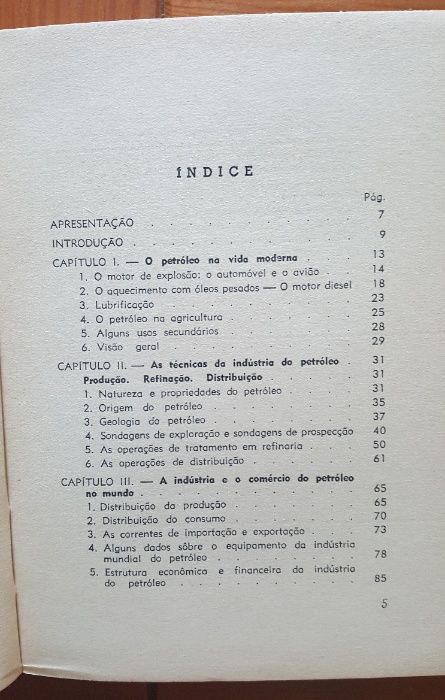 ÍNDICE
Pág.
APRESENTAÇÃO . . . . . . . . . 7
INTRODUÇÃO . . . . . . . . . 9
CAPÍTULO I. — O petróleo na vida moderna . . . . 13
1. O motor de explosão: o automóvel e o avião . . . 14
2. O aquecimento com óleos pesados — O motor diesel 18
3. Lubrificação . . . . . . . . . 23
4. O petróleo na agricultura . . . . . . . 25
5. Alguns usos secundários . . . . . . . 28
6. Visão geral . . . . . . . . . 29
CAPÍTULO II. — As técnicas da indústria do petróleo . 31
Produção. Refinação. Distribuição . . . . . 31
1. Natureza e propriedades do petróleo . . . . 31
2. Origem do petróleo . . . . . . . 35
3. Geologia do petróleo . . . . . . . 37
4. Sondagens de exploração e sondagens de prospecção 40
5. As operações de tratamento em refinaria . . . 50
6. As operações de distribuição . . . . . . 61
CAPÍTULO III. — A indústria e o comércio do petróleo
no mundo . . . . . . . . . 65
1. Distribuição da produção . . . . . . 65
2. Distribuição do consumo . . . . . . 70
3. As correntes de importação e exportação . . . 73
4. Alguns dados sôbre o equipamento da indústria
mundial do petróleo . . . . . . . 78
5. Estrutura econômica e financeira da indústria
do petróleo . . . . . . . . . 85
5